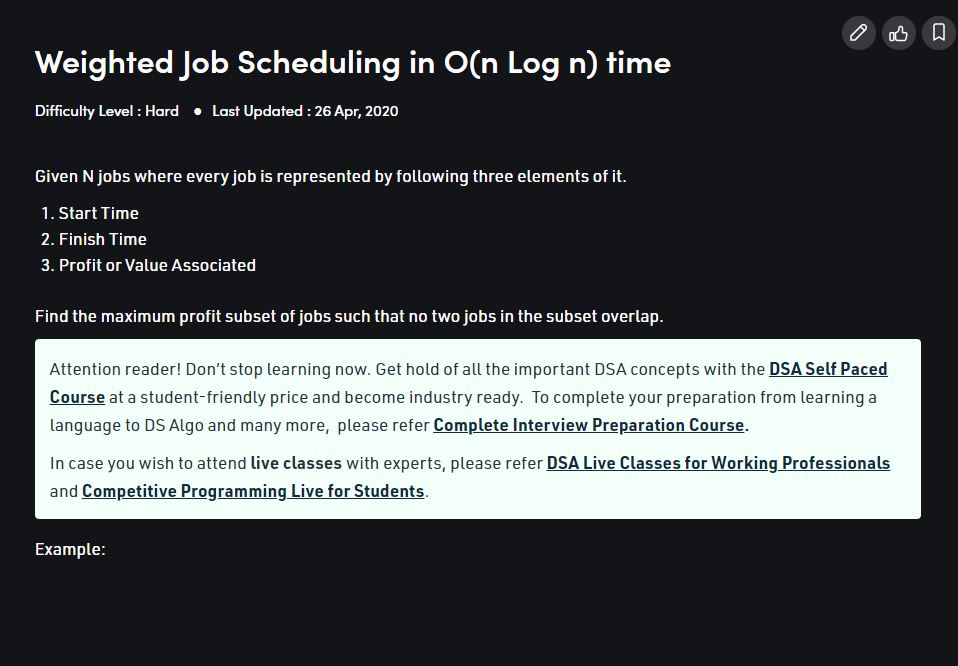 Weighted Job Scheduling in O(n Log n) time
Difficulty Level : Hard ● Last Updated : 26 Apr, 2020
Given N jobs where every job is represented by following three elements of it.
1. Start Time
2. Finish Time
3. Profit or Value Associated
Find the maximum profit subset of jobs such that no two jobs in the subset overlap.
Attention reader! Don’t stop learning now. Get hold of all the important DSA concepts with the DSA Self Paced
Course at a student-friendly price and become industry ready.  To complete your preparation from learning a
language to DS Algo and many more,  please refer Complete Interview Preparation Course.
In case you wish to attend live classes with experts, please refer DSA Live Classes for Working Professionals
and Competitive Programming Live for Students.
Example: